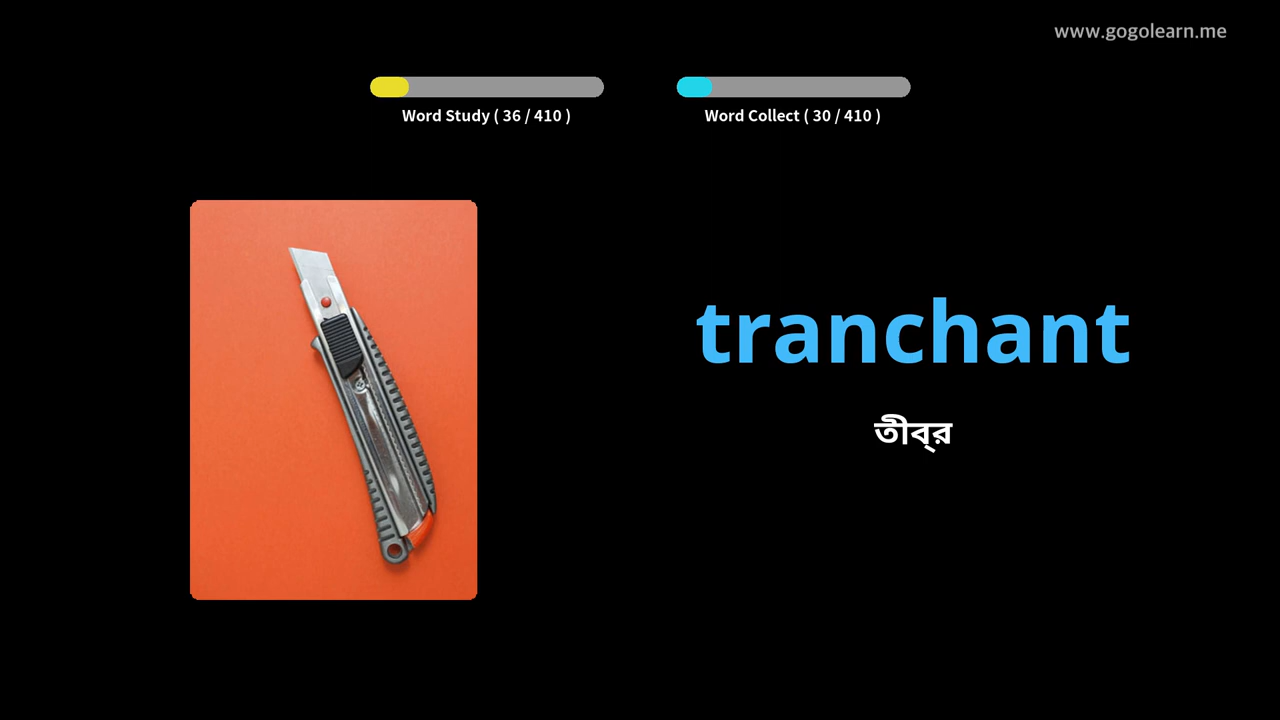 www.gogolearn.me
Word Study ( 36 / 410 )
Word Collect ( 30 / 410 )
tranchant
তীব্র